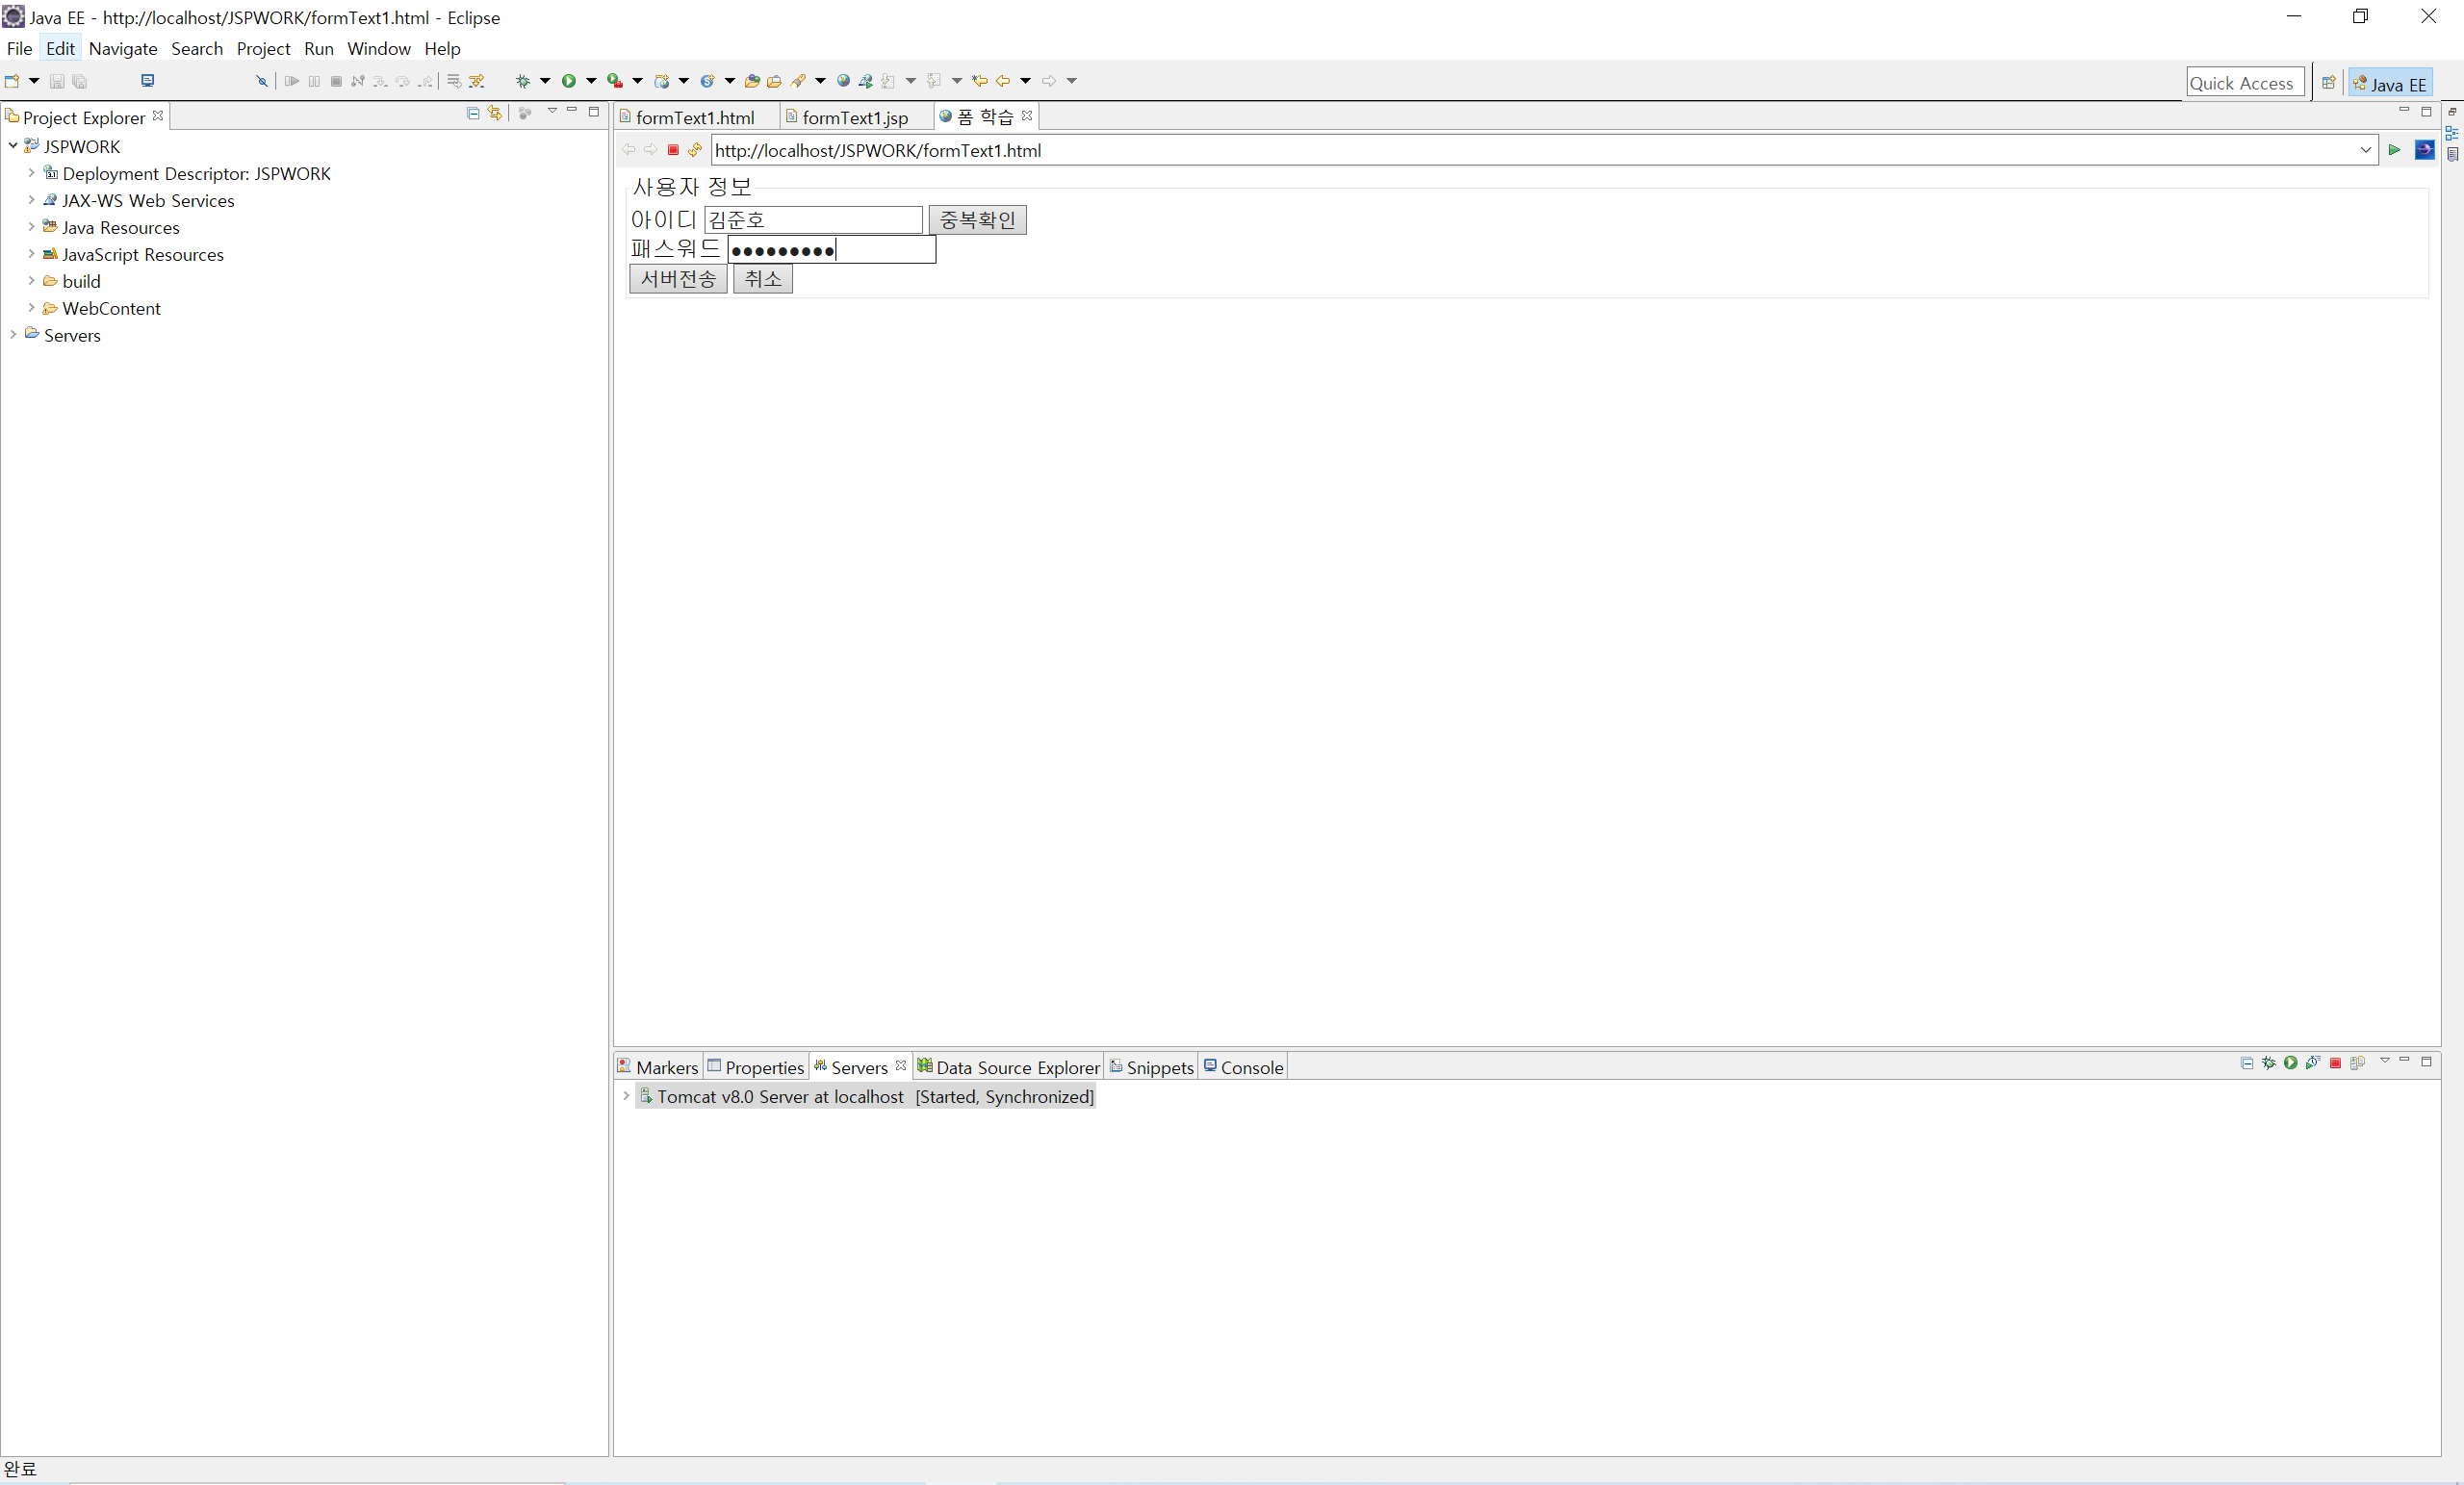 Java EE - http://localhost/JSPWORK/formText1.html - Eclipse
File Edit Navigate Search Project Run Window Help
Quick Access Java EE
Project Explorer
JSPWORK
Deployment Descriptor: JSPWORK
JAX-WS Web Services
Java Resources
JavaScript Resources
build
WebContent
Servers
formText1.html formText1.jsp 폼 학습
http://localhost/JSPWORK/formText1.html
사용자 정보
아이디 김준호 중복확인
패스워드 ●●●●●●●●●
서버전송 취소
Markers Properties Servers Data Source Explorer Snippets Console
Tomcat v8.0 Server at localhost [Started, Synchronized]
완료